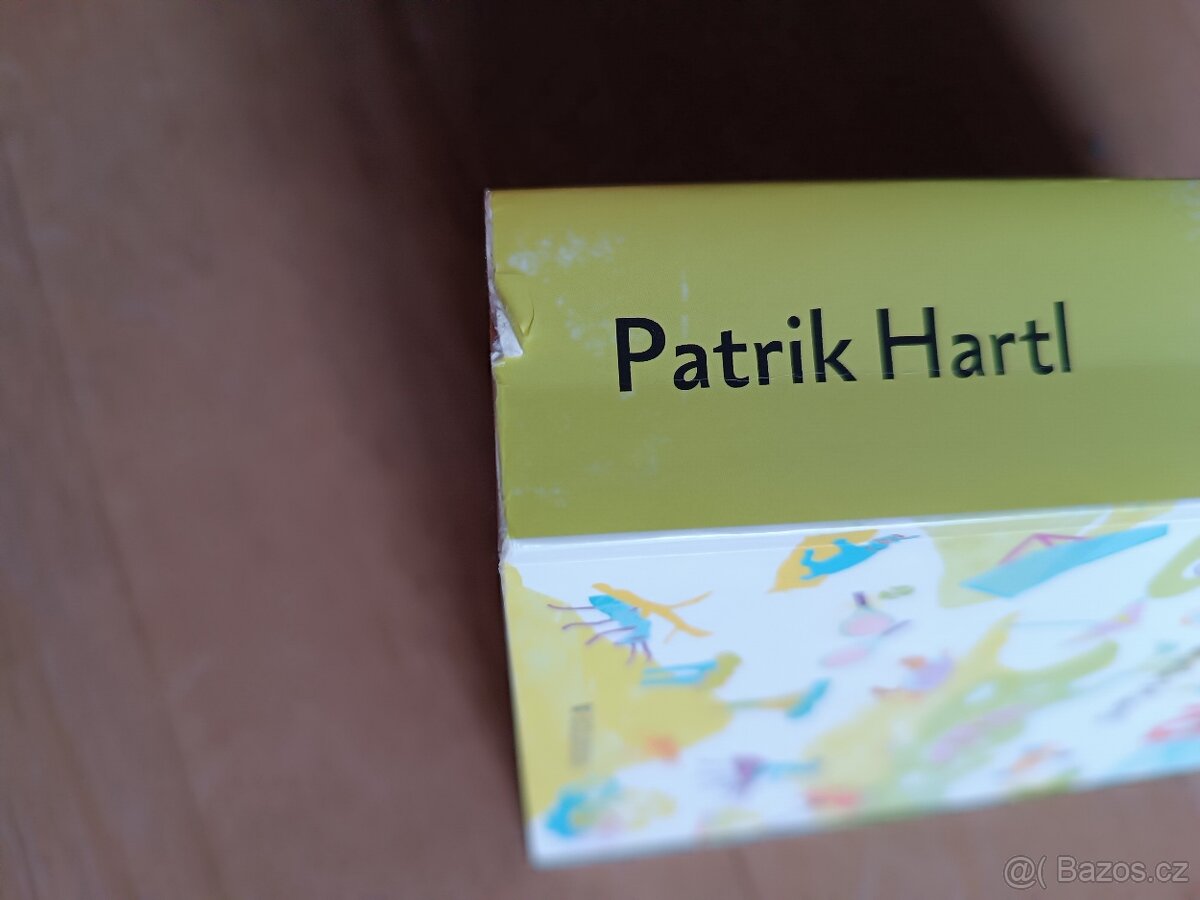 Patrik Hartl
@( Bazos.cz